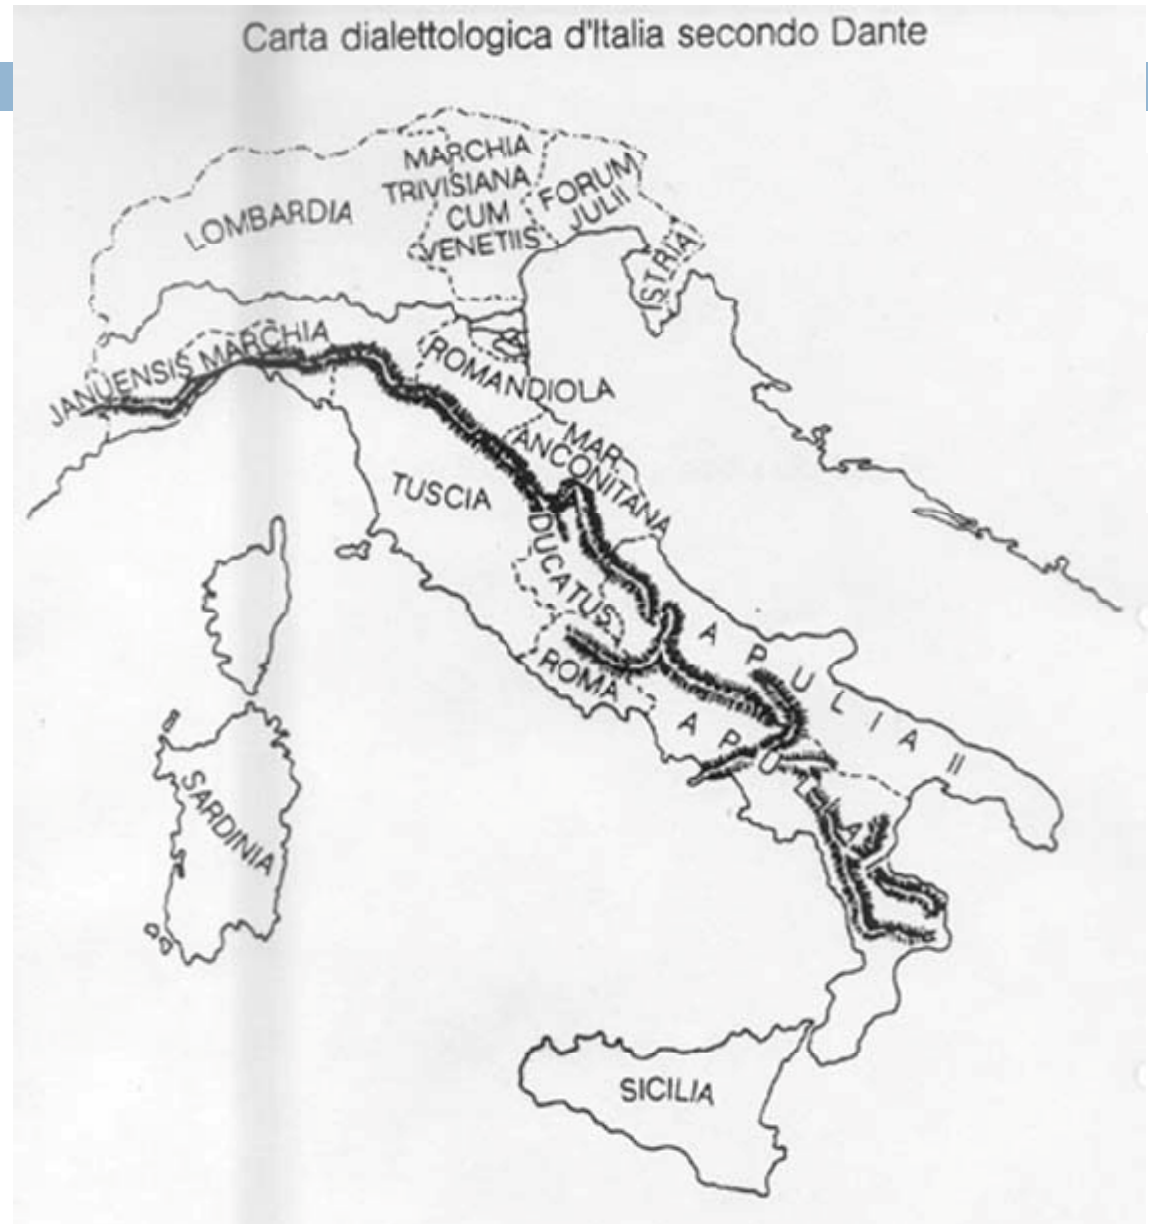 Carta dialettologica d'Italia secondo Dante
MARCHIA
TRIVISIANA
CUM
VENETIIS
FORUM
JULII
LOMBARDIA
ISTRIA
JANUENSIS MARCHIA
ROMANDIOLA
MAR.
ANCONITANA
TUSCIA
DUCATUS
ROMA
APULIA II
APULIA
SARDINIA
SICILIA